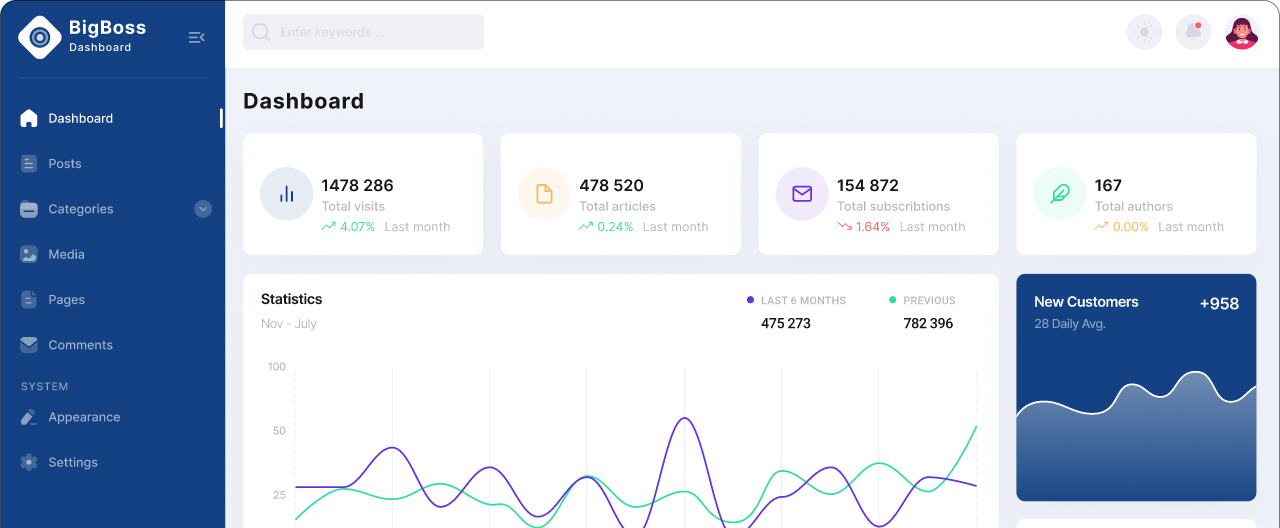 BigBoss
Dashboard
Dashboard
Posts
Categories
Media
Pages
Comments
SYSTEM
Appearance
Settings
Enter keywords ...
Dashboard
1478 286
Total visits
4.07% Last month
478 520
Total articles
0.24% Last month
154 872
Total subscribtions
1.64% Last month
167
Total authors
0.00% Last month
Statistics
Nov - July
LAST 6 MONTHS
475 273
PREVIOUS
782 396
100
50
25
New Customers
+958
28 Daily Avg.